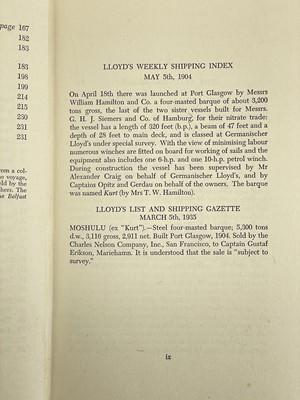 page 167
182
183
183
198
199
214
215
230
231
231
m a col-
voyage,
ld by the
hers. The
e Belfast
LLOYD'S WEEKLY SHIPPING INDEX
MAY 5th, 1904
On April 18th there was launched at Port Glasgow by Messrs
William Hamilton and Co. a four-masted barque of about 3,200
tons gross, the last of the two sister vessels built for Messrs.
G. H. J. Siemers and Co. of Hamburg, for their nitrate trade:
the vessel has a length of 320 feet (b.p.), a beam of 47 feet and a
depth of 28 feet to main deck, and is classed at Germanischer
Lloyd's under special survey. With the view of minimising labour
numerous winches are fitted on board for working of sails and the
equipment also includes one 6-h.p. and one 10-h.p. petrol winch.
During construction the vessel has been supervised by Mr
Alexander Craig on behalf of Germanischer Lloyd's, and by
Captains Opitz and Gerdau on behalf of the owners. The barque
was named Kurt (by Mrs T. W. Hamilton).
LLOYD'S LIST AND SHIPPING GAZETTE
MARCH 5th, 1935
MOSHULU (ex "Kurt").—Steel four-masted barque; 5,300 tons
d.w., 3,116 gross, 2,911 net. Built Port Glasgow, 1904. Sold by the
Charles Nelson Company, Inc., San Francisco, to Captain Gustaf
Erikson, Mariehamn. It is understood that the sale is "subject to
survey."
ix